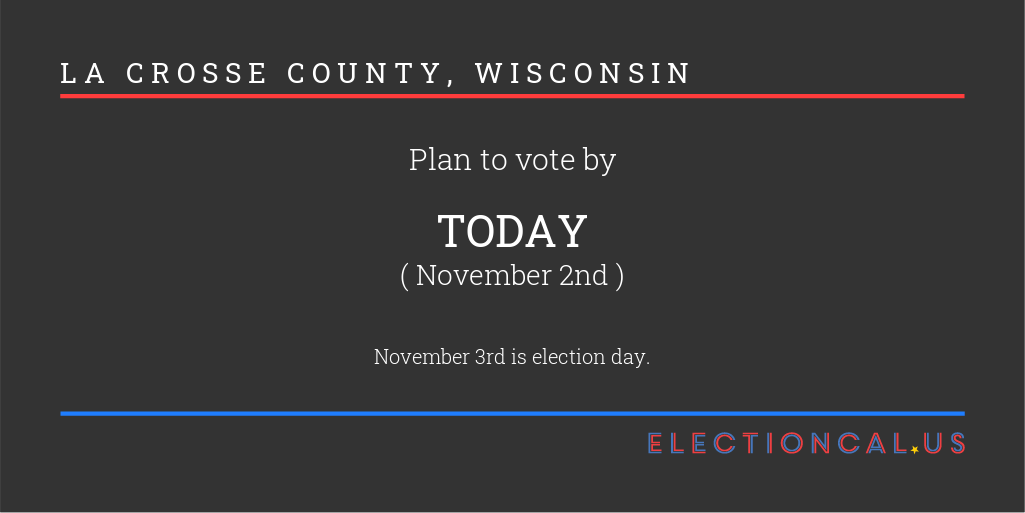 LA CROSSE COUNTY, WISCONSIN
Plan to vote by
TODAY
( November 2nd )
November 3rd is election day.
ELECTIONCAL.US